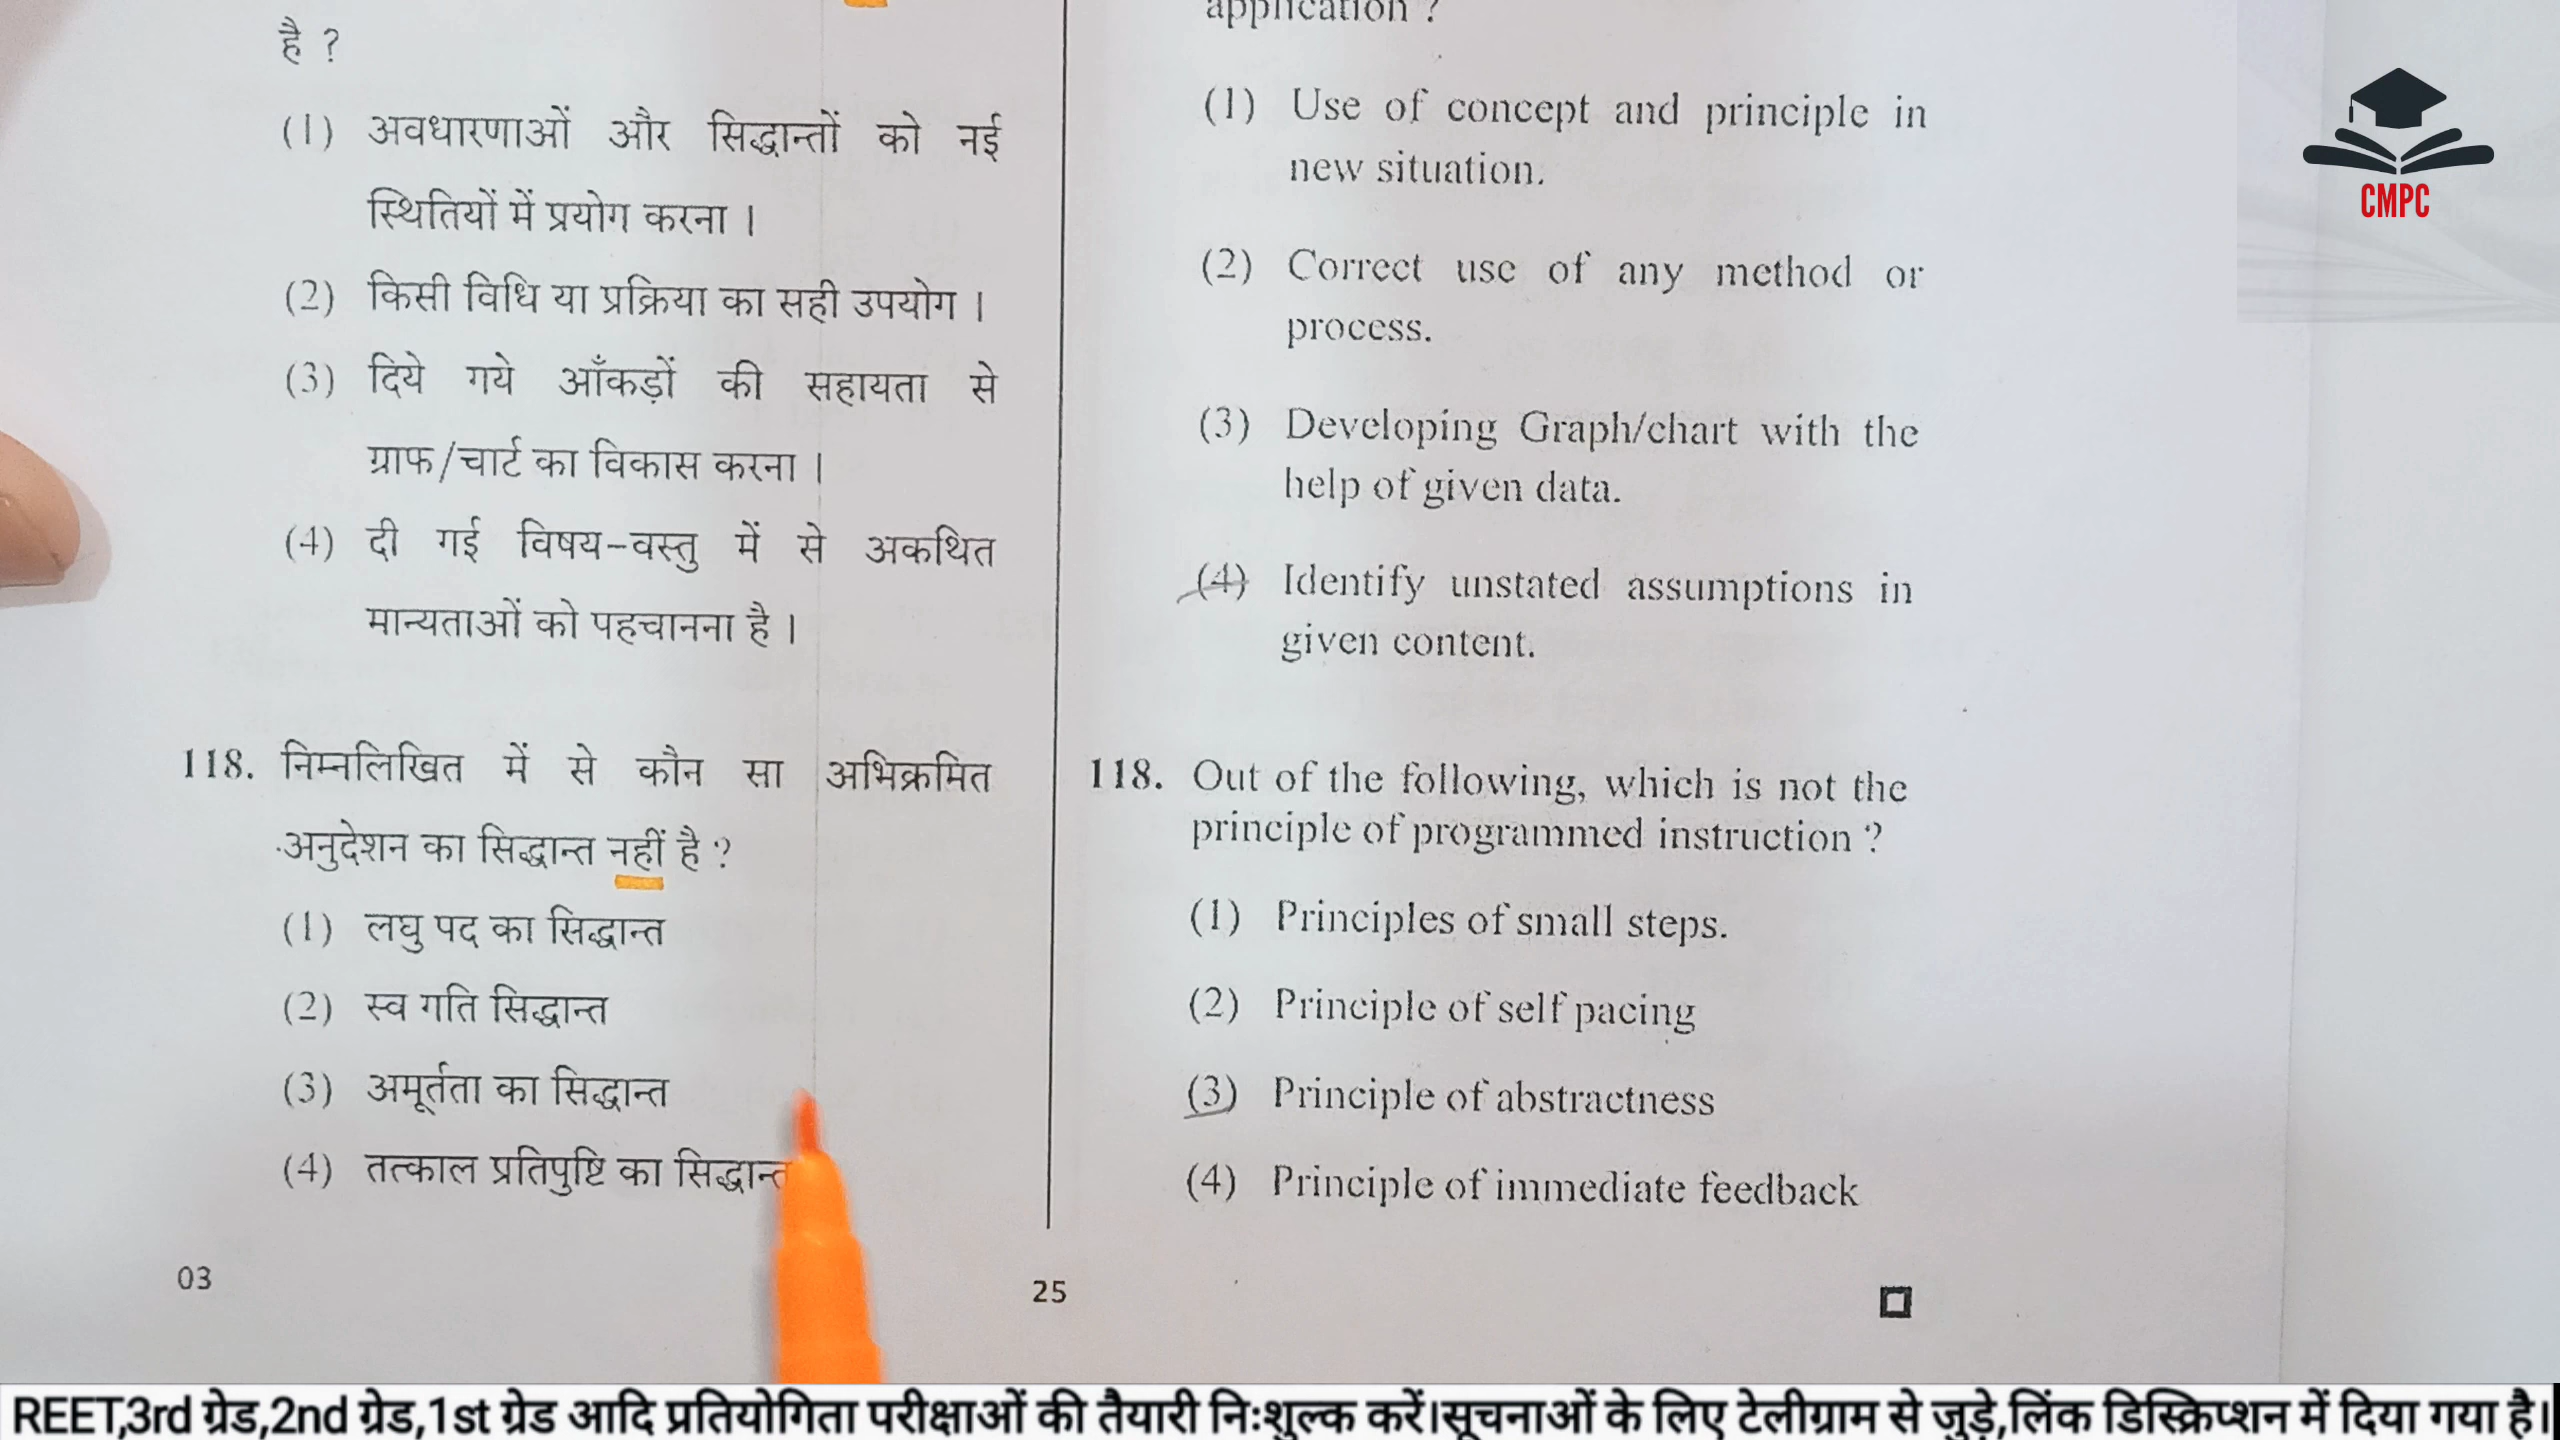 है ?
(1) अवधारणाओं और सिद्धान्तों को नई
स्थितियों में प्रयोग करना ।
(2) किसी विधि या प्रक्रिया का सही उपयोग ।
(3) दिये गये आँकड़ों की सहायता से
ग्राफ/चार्ट का विकास करना ।
(4) दी गई विषय-वस्तु में से अकथित
मान्यताओं को पहचानना है ।
118. निम्नलिखित में से कौन सा अभिक्रमित
अनुदेशन का सिद्धान्त नहीं है ?
(1) लघु पद का सिद्धान्त
(2) स्व गति सिद्धान्त
(3) अमूर्तता का सिद्धान्त
(4) तत्काल प्रतिपुष्टि का सिद्धान्त
application ?
(1) Use of concept and principle in
new situation.
(2) Correct use of any method or
process.
(3) Developing Graph/chart with the
help of given data.
(4) Identify unstated assumptions in
given content.
118. Out of the following, which is not the
principle of programmed instruction ?
(1) Principles of small steps.
(2) Principle of self pacing
(3) Principle of abstractness
(4) Principle of immediate feedback
03
25
CMPC
REET,3rd ग्रेड,2nd ग्रेड,1st ग्रेड आदि प्रतियोगिता परीक्षाओं की तैयारी निःशुल्क करें।सूचनाओं के लिए टेलीग्राम से जुड़े,लिंक डिस्क्रिप्शन में दिया गया है।